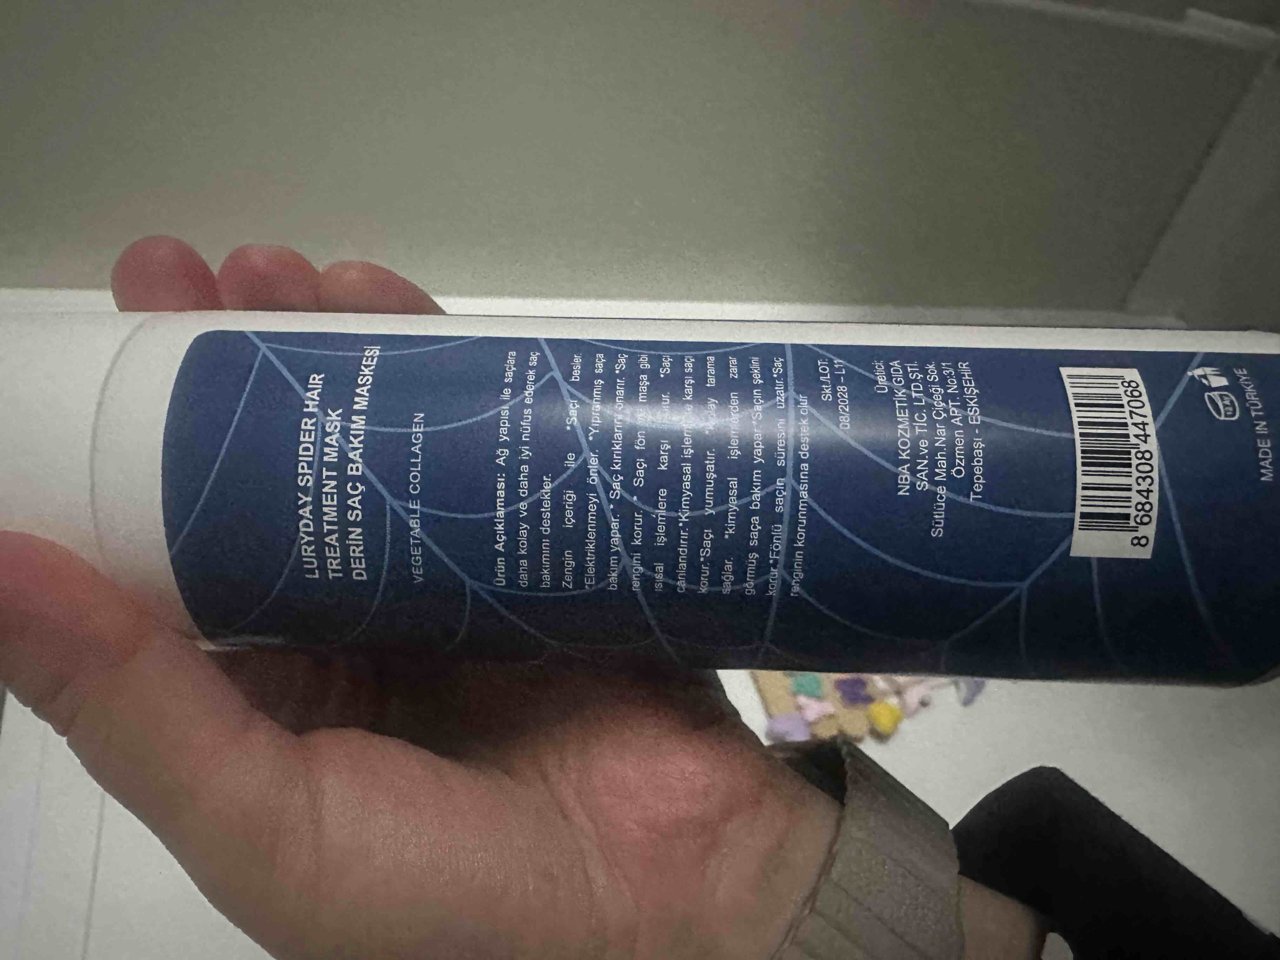 LURYDAY SPIDER HAIR
TREATMENT MASK
DERİN SAÇ BAKIM MASKESİ
VEGETABLE COLLAGEN
Ürün Açıklaması: Ağ yapısı ile saçlara
daha kolay ve daha iyi nüfus ederek saç
bakımını destekler.
Zengin içeriği ile *Saçı besler.
*Elektriklenmeyi önler. *Yıpranmış saça
bakım yapar.* Saç kırıklarını onarır. *Saç
rengini korur. * Saçı fön maşa gibi
ısısal işlemlere karşı korur. *Saçı
canlandırır.*Kimyasal işlemlere karşı saçı
korur.*Saçı yumuşatır. *Kolay tarama
sağlar. *kimyasal işlemlerden zarar
görmüş saça bakım yapar.*Saçın şeklini
korur.*Fönlü saçın süresini uzatır.*Saç
renginin korunmasına destek olur
Skt./LOT:
08/2028 – L11
Üretici:
NBA KOZMETİK GIDA
SAN.ve TİC. LTD.ŞTİ.
Sütlüce Mah.Nar Çiçeği Sok.
Özmen APT. No:3/1
Tepebaşı - ESKİŞEHİR
8 684308 447068
MADE IN TÜRKİYE